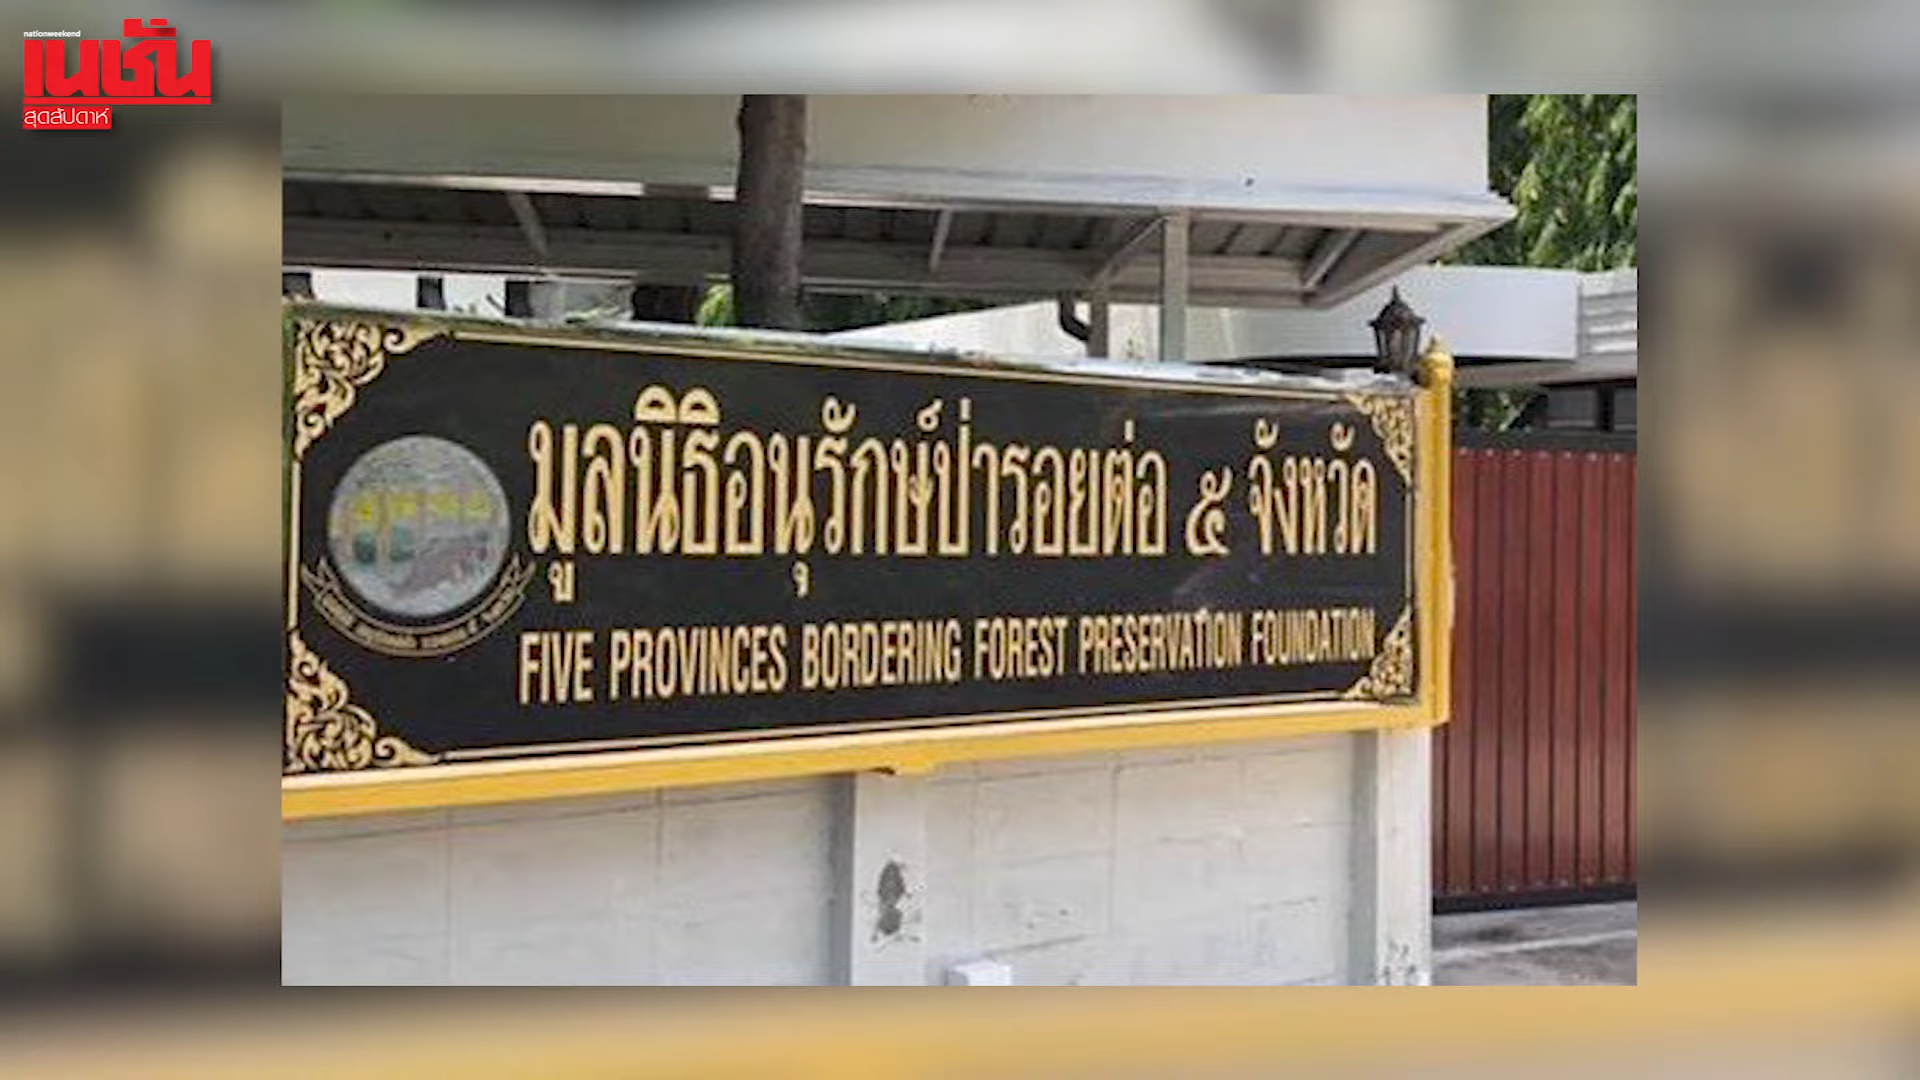 nationweekend
เนชั่น
สุดสัปดาห์
มูลนิธิอนุรักษ์ป่ารอยต่อ ๕ จังหวัด
FIVE PROVINCES BORDERING FOREST PRESERVATION FOUNDATION